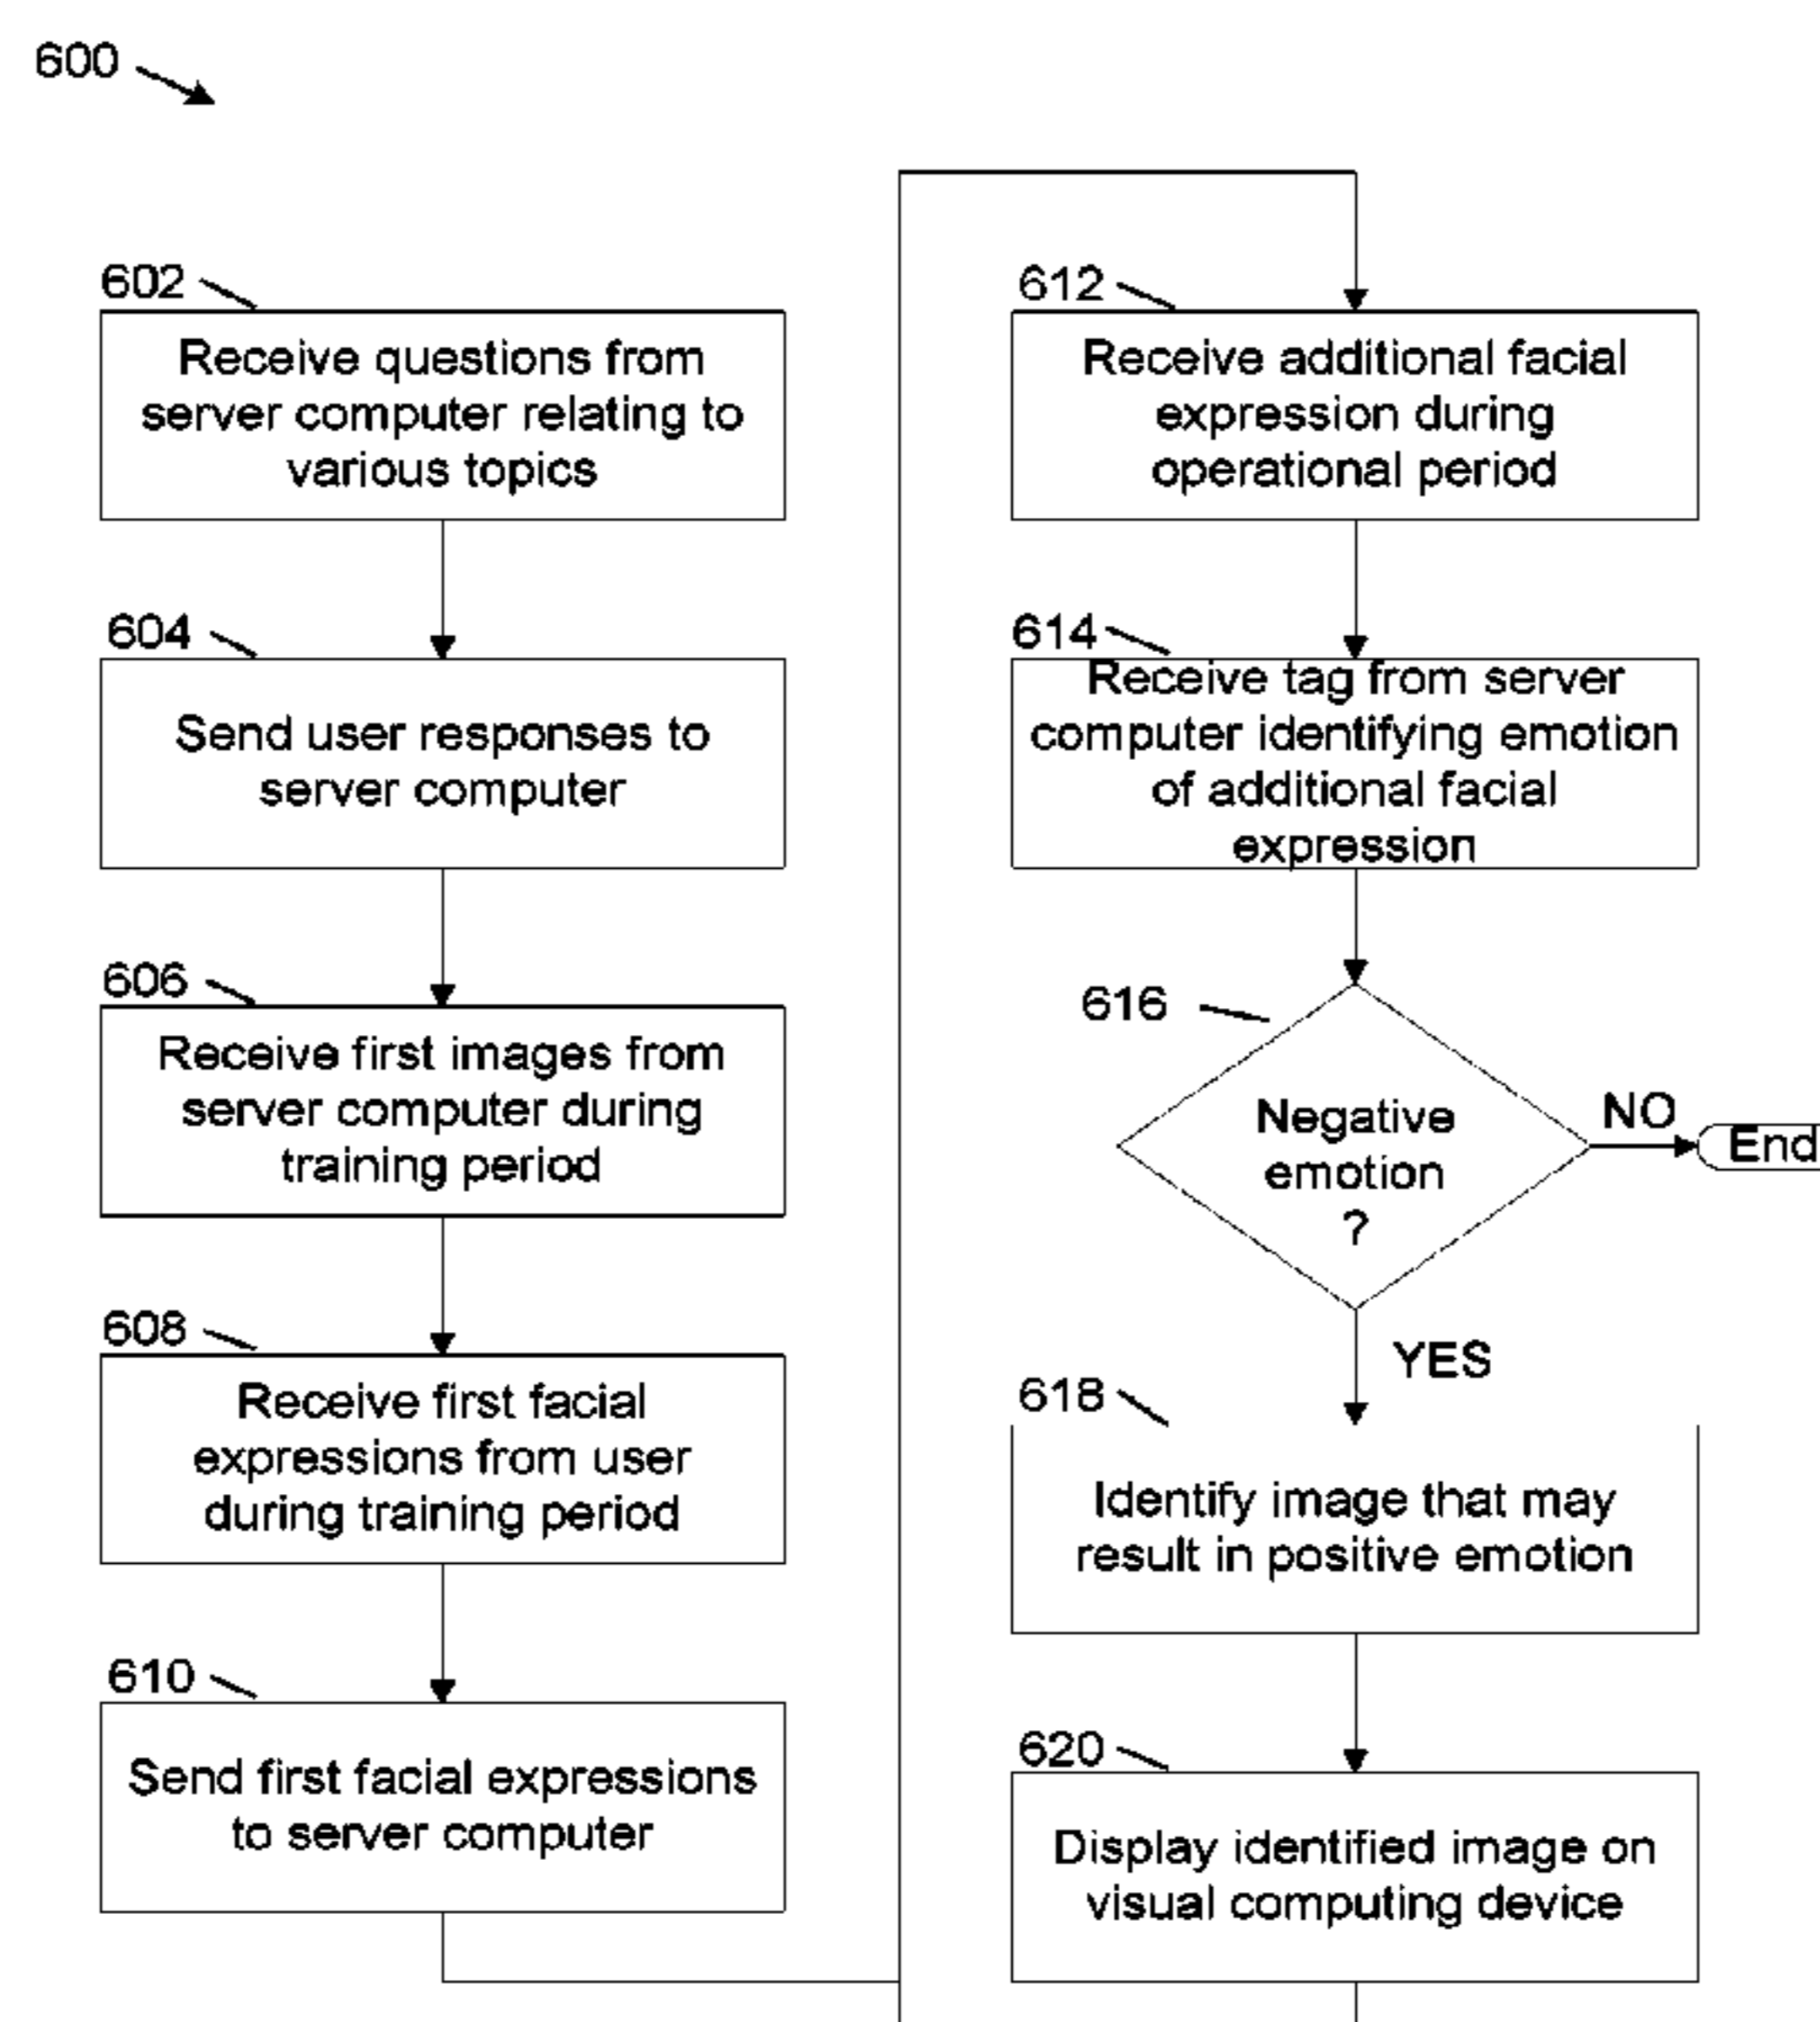 600
602
Receive questions from
server computer relating to
various topics
604
Send user responses to
server computer
606
Receive first images from
server computer during
training period
608
Receive first facial
expressions from user
during training period
610
Send first facial expressions
to server computer
612
Receive additional facial
expression during
operational period
614
Receive tag from server
computer identifying emotion
of additional facial
expression
616
Negative
emotion
?
NO
End
YES
618
Identify image that may
result in positive emotion
620
Display identified image on
visual computing device